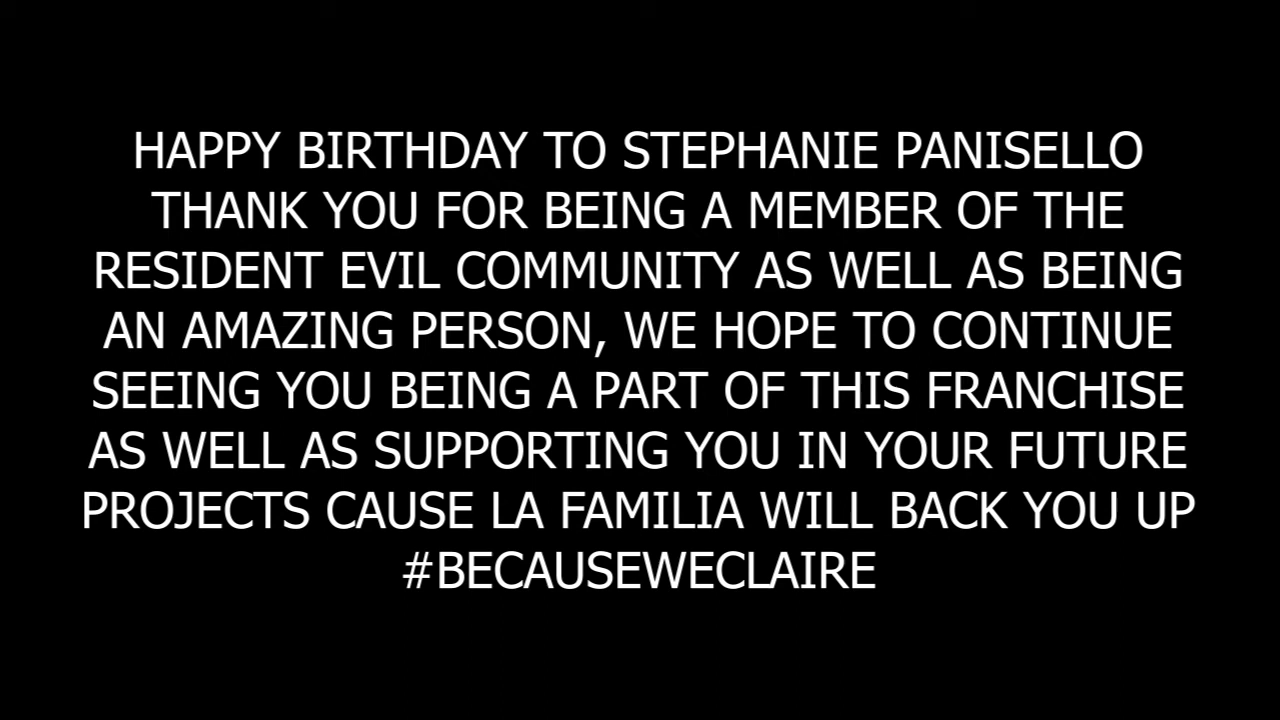 HAPPY BIRTHDAY TO STEPHANIE PANISELLO
THANK YOU FOR BEING A MEMBER OF THE
RESIDENT EVIL COMMUNITY AS WELL AS BEING
AN AMAZING PERSON, WE HOPE TO CONTINUE
SEEING YOU BEING A PART OF THIS FRANCHISE
AS WELL AS SUPPORTING YOU IN YOUR FUTURE
PROJECTS CAUSE LA FAMILIA WILL BACK YOU UP
#BECAUSEWECLAIRE